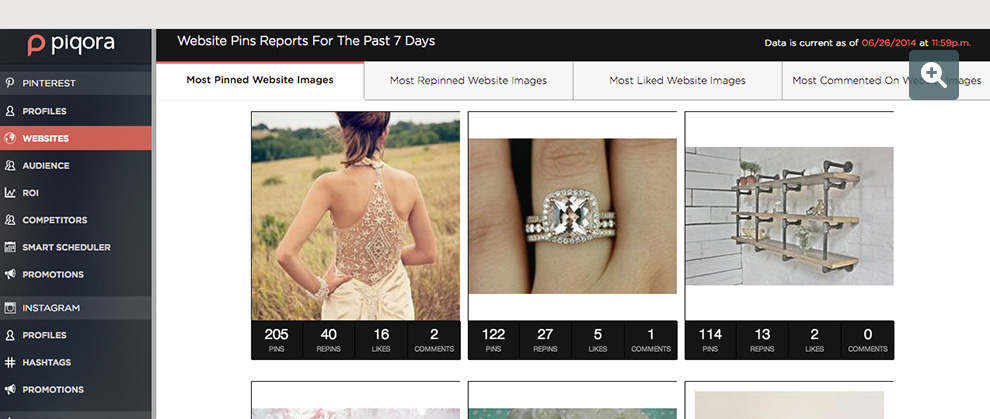 piqora
Website Pins Reports For The Past 7 Days
Data is current as of 06/26/2014 at 11:59p.m.
Most Pinned Website Images
Most Repinned Website Images
Most Liked Website Images
Most Commented On Website Images
PINTEREST
PROFILES
WEBSITES
AUDIENCE
ROI
COMPETITORS
SMART SCHEDULER
PROMOTIONS
INSTAGRAM
PROFILES
HASHTAGS
PROMOTIONS
205 40 16 2
PINS REPINS LIKES COMMENTS
122 27 5 1
PINS REPINS LIKES COMMENTS
114 13 2 0
PINS REPINS LIKES COMMENTS